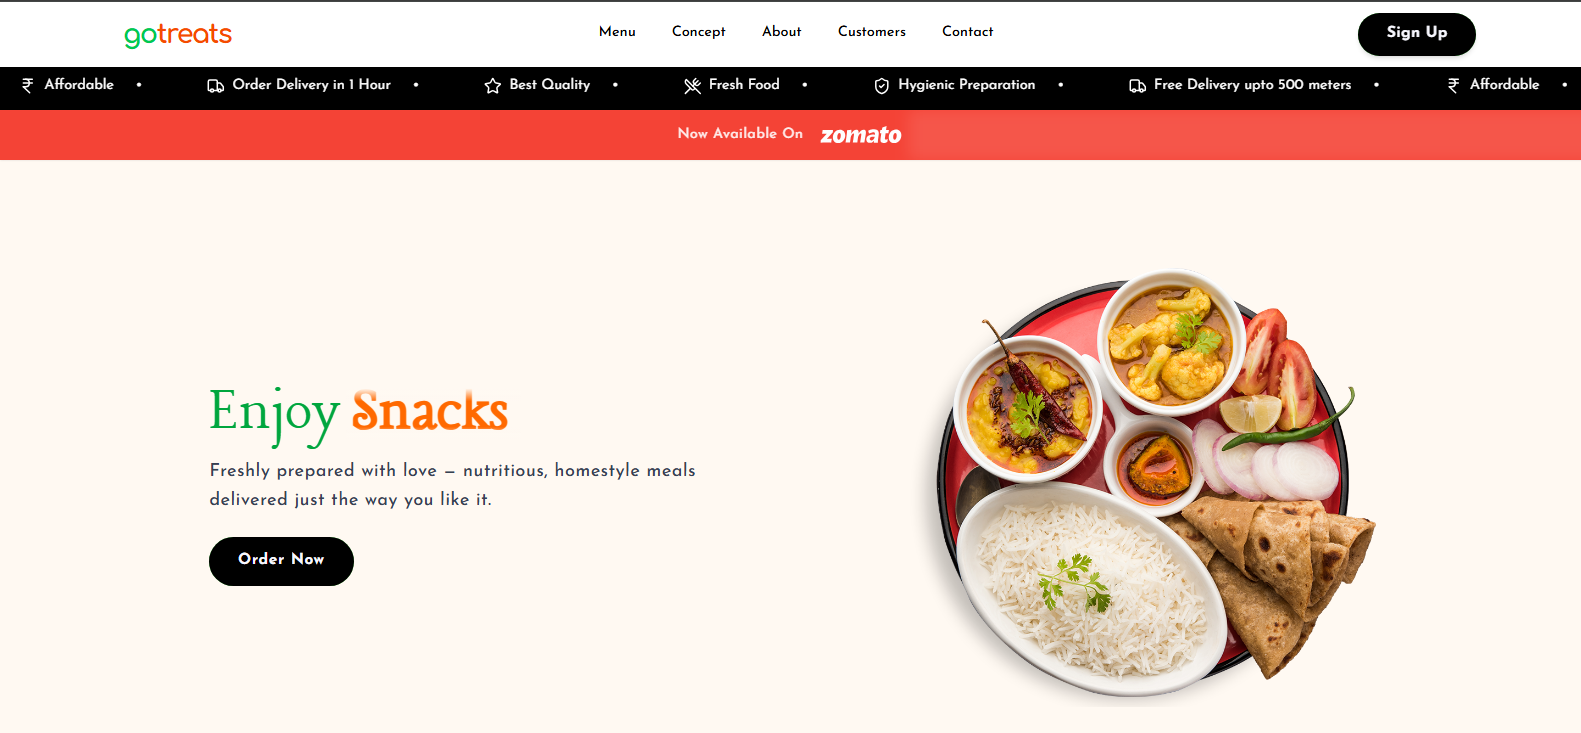 gotreats
Menu Concept About Customers Contact
Sign Up
Affordable • Order Delivery in 1 Hour • Best Quality • Fresh Food • Hygienic Preparation • Free Delivery upto 500 meters • Affordable •
Now Available On zomato
Enjoy Snacks
Freshly prepared with love – nutritious, homestyle meals
delivered just the way you like it.
Order Now